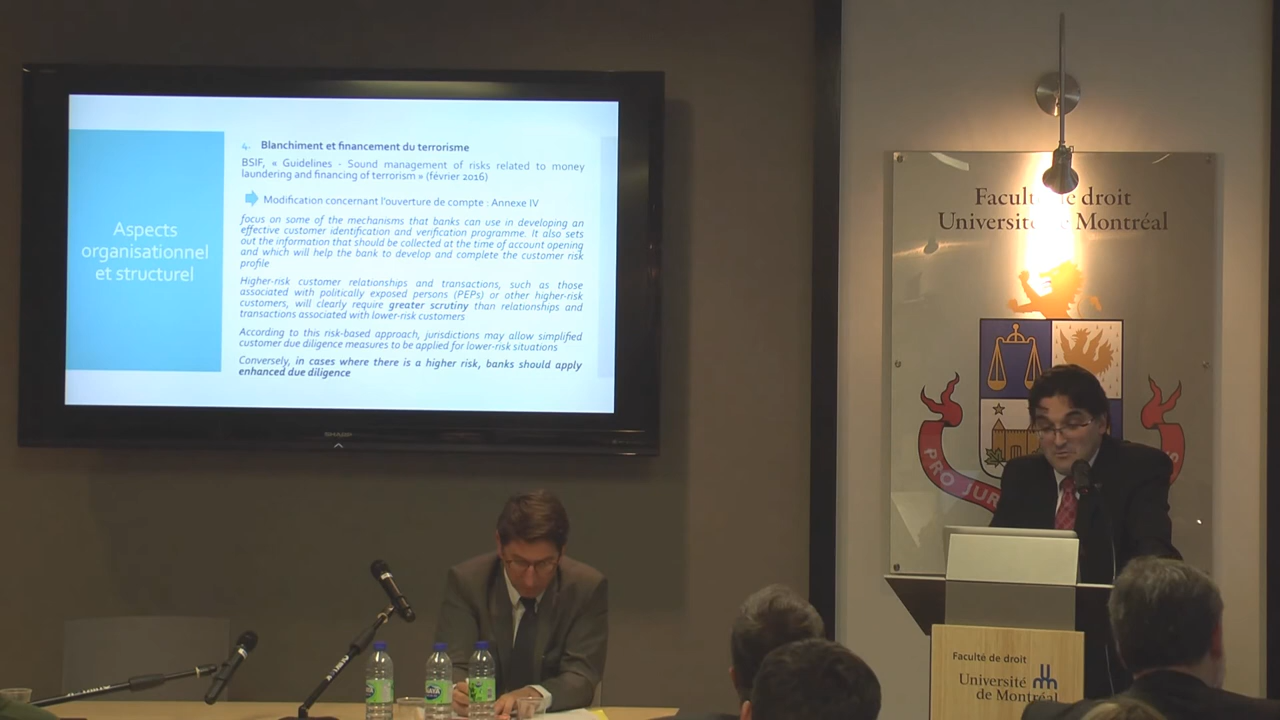 4. Blanchiment et financement du terrorisme
BSIF, « Guidelines - Sound management of risks related to money
laundering and financing of terrorism » (février 2016)
Modification concernant l'ouverture de compte : Annexe IV
focus on some of the mechanisms that banks can use in developing an
effective customer identification and verification programme. It also sets
out the information that should be collected at the time of account opening
and which will help the bank to develop and complete the customer risk
profile
Higher-risk customer relationships and transactions, such as those
associated with politically exposed persons (PEPs) or other higher-risk
customers, will clearly require greater scrutiny than relationships and
transactions associated with lower-risk customers
According to this risk-based approach, jurisdictions may allow simplified
customer due diligence measures to be applied for lower-risk situations
Conversely, in cases where there is a higher risk, banks should apply
enhanced due diligence
Aspects
organisationnel
et structurel
SHARP
Faculté de droit
Université de Montréal
PRO JUR
Faculté de droit
Université
de Montréal